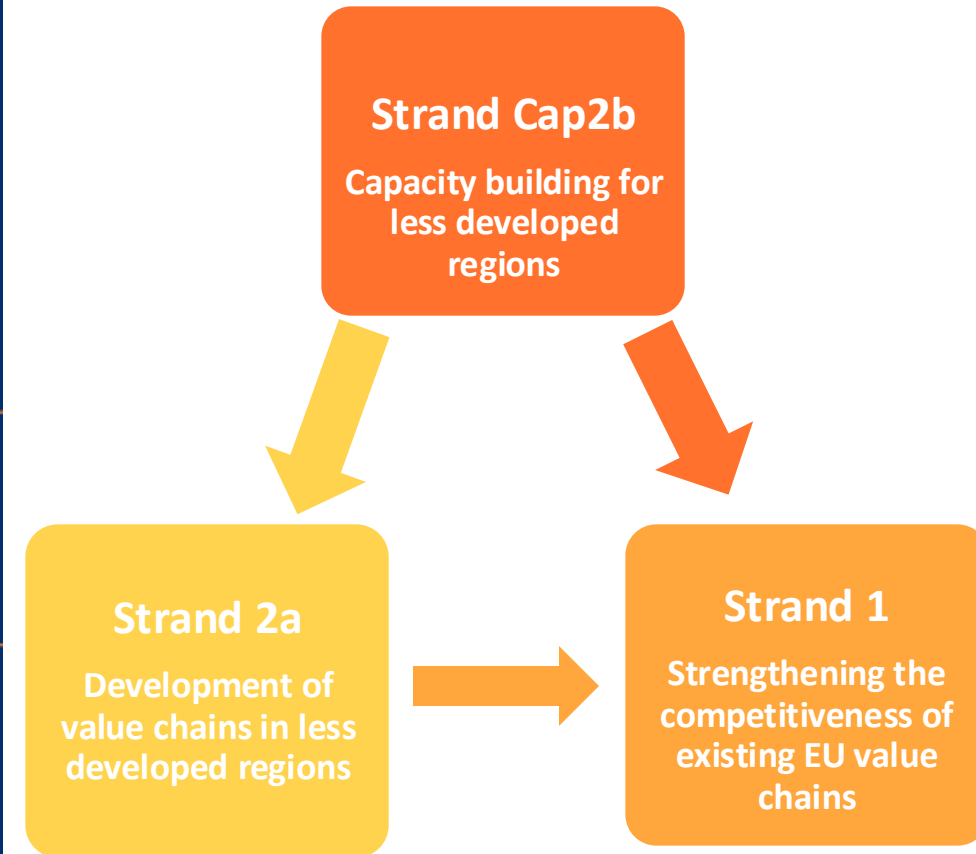 Strand Cap2b
Capacity building for
less developed
regions
Strand 2a
Development of
value chains in less
developed regions
Strand 1
Strengthening the
competitiveness of
existing EU value
chains